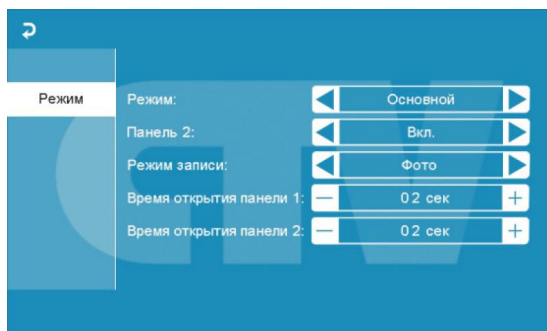 Режим
Режим: Основной
Панель 2: Вкл.
Режим записи: Фото
Время открытия панели 1: — 02 сек +
Время открытия панели 2: — 02 сек +